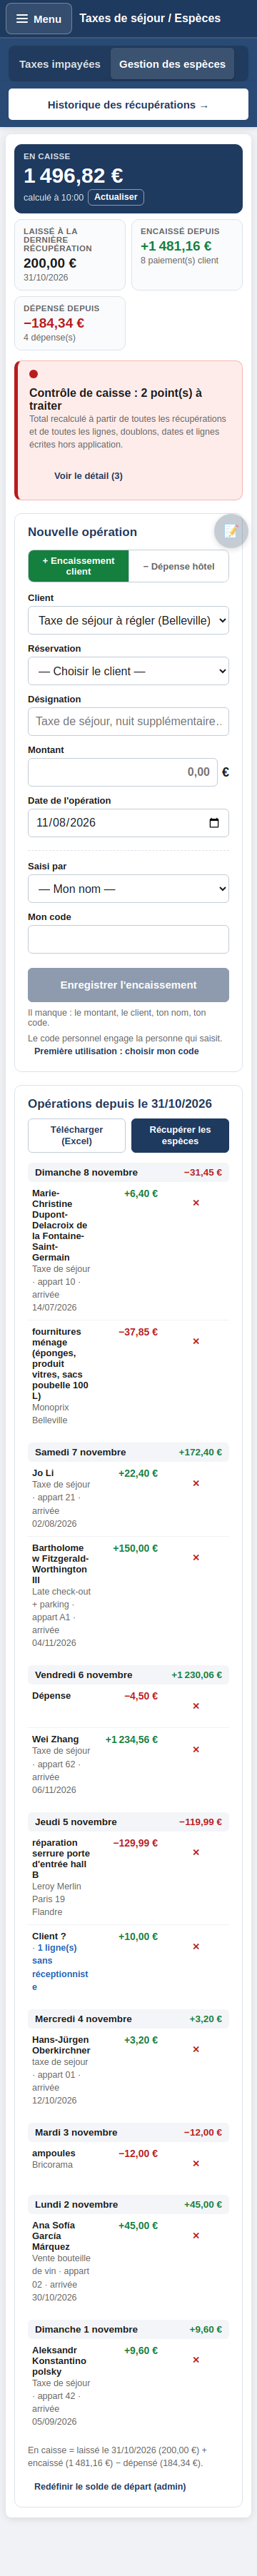 Menu
Taxes de séjour / Espèces
Taxes impayées
Gestion des espèces
Historique des récupérations →
EN CAISSE
1 496,82 €
calculé à 10:00
Actualiser
LAISSÉ À LA
DERNIÈRE
RÉCUPÉRATION
200,00 €
31/10/2026
ENCAISSÉ DEPUIS
+1 481,16 €
8 paiement(s) client
DÉPENSÉ DEPUIS
−184,34 €
4 dépense(s)
Contrôle de caisse : 2 point(s) à
traiter
Total recalculé à partir de toutes les récupérations
et de toutes les lignes, doublons, dates et lignes
écrites hors application.
Voir le détail (3)
Nouvelle opération
+ Encaissement
client
− Dépense hôtel
Client
Taxe de séjour à régler (Belleville)
Réservation
— Choisir le client —
Désignation
Taxe de séjour, nuit supplémentaire…
Montant
0,00 €
Date de l'opération
11/08/2026
Saisi par
— Mon nom —
Mon code
Enregistrer l'encaissement
Il manque : le montant, le client, ton nom, ton
code.
Le code personnel engage la personne qui saisit.
Première utilisation : choisir mon code
Opérations depuis le 31/10/2026
Télécharger
(Excel)
Récupérer les
espèces
Dimanche 8 novembre −31,45 €
Marie-
Christine
Dupont-
Delacroix de
la Fontaine-
Saint-
Germain
+6,40 €
×
Taxe de séjour
· appart 10 ·
arrivée
14/07/2026
fournitures
ménage
(éponges,
produit
vitres, sacs
poubelle 100
L)
−37,85 €
×
Monoprix
Belleville
Samedi 7 novembre +172,40 €
Jo Li
+22,40 €
×
Taxe de séjour
· appart 21 ·
arrivée
02/08/2026
Bartholome
w Fitzgerald-
Worthington
III
+150,00 €
×
Late check-out
+ parking ·
appart A1 ·
arrivée
04/11/2026
Vendredi 6 novembre +1 230,06 €
Dépense
−4,50 €
×
Wei Zhang
+1 234,56 €
×
Taxe de séjour
· appart 62 ·
arrivée
06/11/2026
Jeudi 5 novembre −119,99 €
réparation
serrure porte
d'entrée hall
B
−129,99 €
×
Leroy Merlin
Paris 19
Flandre
Client ?
+10,00 €
×
· 1 ligne(s)
sans
réceptionnist
e
Mercredi 4 novembre +3,20 €
Hans-Jürgen
Oberkirchner
+3,20 €
×
taxe de sejour
· appart 01 ·
arrivée
12/10/2026
Mardi 3 novembre −12,00 €
ampoules
−12,00 €
×
Bricorama
Lundi 2 novembre +45,00 €
Ana Sofía
García
Márquez
+45,00 €
×
Vente bouteille
de vin · appart
02 · arrivée
30/10/2026
Dimanche 1 novembre +9,60 €
Aleksandr
Konstantino
polsky
+9,60 €
×
Taxe de séjour
· appart 42 ·
arrivée
05/09/2026
En caisse = laissé le 31/10/2026 (200,00 €) +
encaissé (1 481,16 €) − dépensé (184,34 €).
Redéfinir le solde de départ (admin)